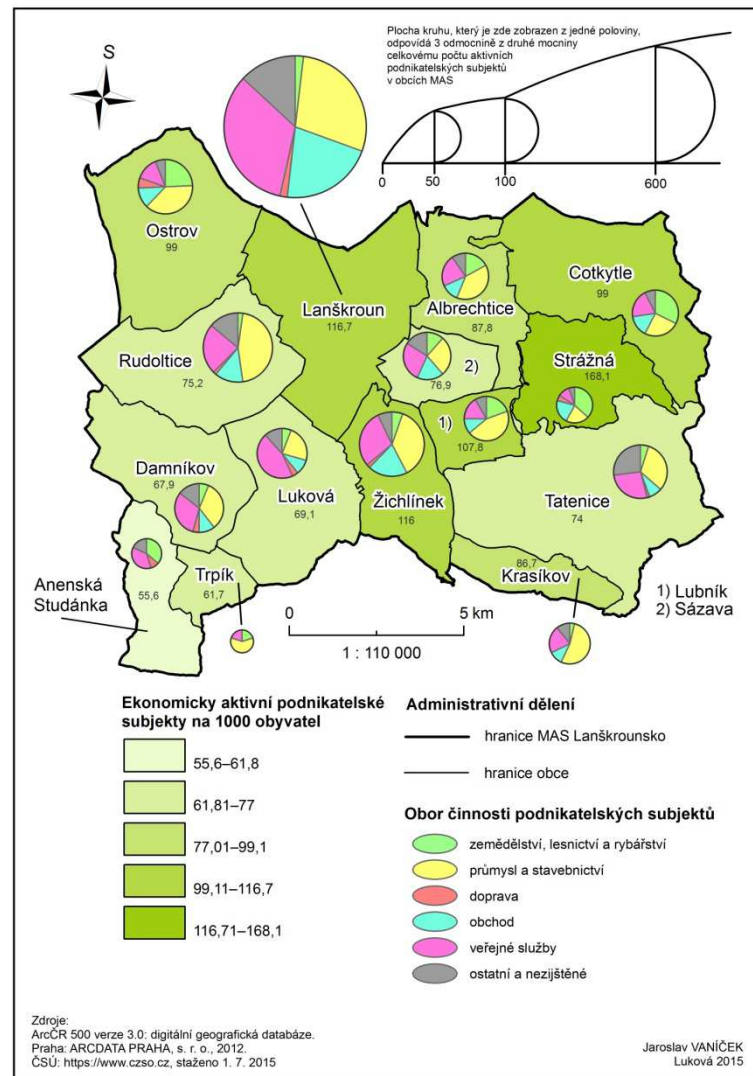 S
Plocha kruhu, který je zde zobrazen z jedné poloviny,
odpovídá 3 odmocnině z druhé mocniny
celkovému počtu aktivních
podnikatelských subjektů
v obcích MAS
0
50
100
600
Ostrov
99
Lanškroun
116,7
Albrechtice
87,8
Cotkytle
99
Rudoltice
75,2
2)
76,9
Strážná
168,1
1)
107,8
Damníkov
67,9
Luková
69,1
Žichlínek
116
Tatenice
74
Anenská
Studánka
55,6
Trpík
61,7
86,7
Krasíkov
1) Lubník
2) Sázava
0
5 km
1 : 110 000
Ekonomicky aktivní podnikatelské
subjekty na 1000 obyvatel
55,6–61,8
61,81–77
77,01–99,1
99,11–116,7
116,71–168,1
Administrativní dělení
hranice MAS Lanškrounsko
hranice obce
Obor činnosti podnikatelských subjektů
zemědělství, lesnictví a rybářství
průmysl a stavebnictví
doprava
obchod
veřejné služby
ostatní a nezijištěné
Zdroje:
ArcČR 500 verze 3.0: digitální geografická databáze.
Praha: ARCDATA PRAHA, s. r. o., 2012.
ČSÚ: https://www.czso.cz, staženo 1. 7. 2015
Jaroslav VANÍČEK
Luková 2015